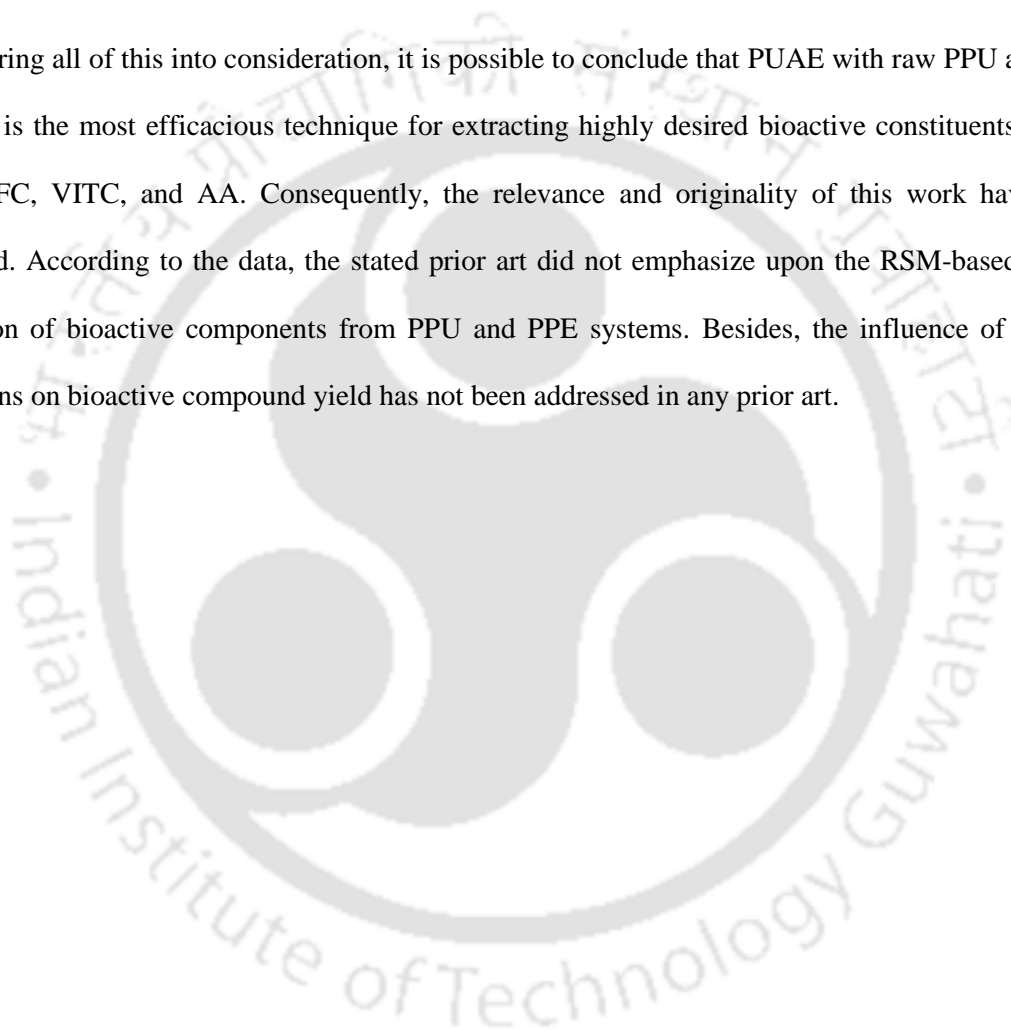 ring all of this into consideration, it is possible to conclude that PUAE with raw PPU a
is the most efficacious technique for extracting highly desired bioactive constituents
FC, VITC, and AA. Consequently, the relevance and originality of this work hav
d. According to the data, the stated prior art did not emphasize upon the RSM-based
on of bioactive components from PPU and PPE systems. Besides, the influence of
ns on bioactive compound yield has not been addressed in any prior art.
Indian Institute of Technology Guwahati